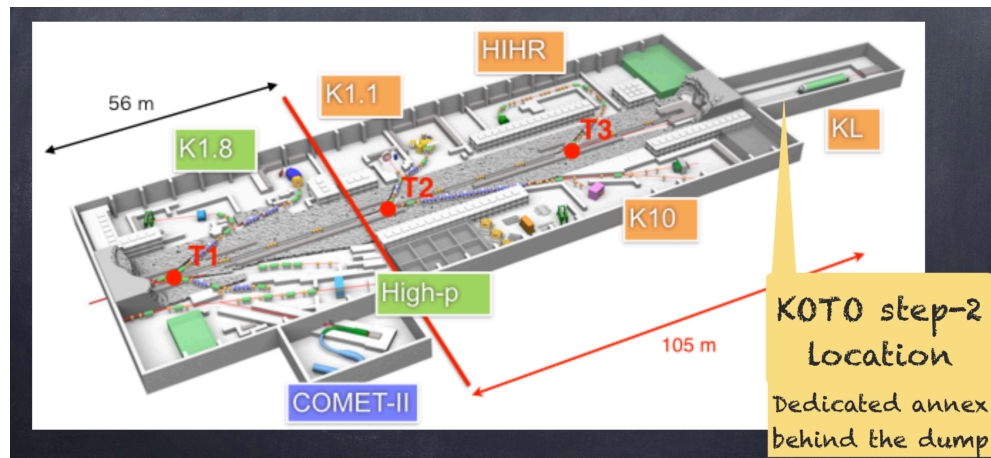 HIHR
K1.1
56 m
K1.8
KL
T3
T2
K10
T1
High-p
KOTO step-2
location
105 m
COMET-II
Dedicated annex
behind the dump